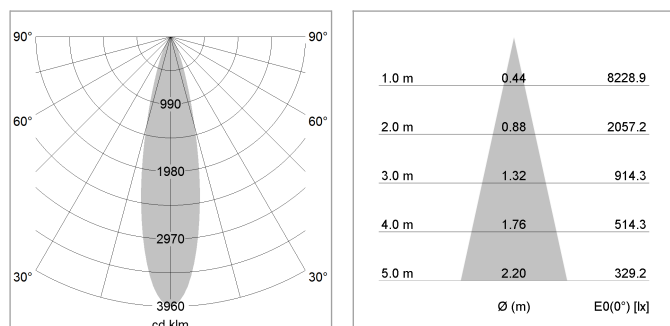 90° 90°
990
60° 60°
1980
2970
30° 30°
3960
cd klm
1.0 m 0.44 8228.9
2.0 m 0.88 2057.2
3.0 m 1.32 914.3
4.0 m 1.76 514.3
5.0 m 2.20 329.2
Ø (m) E0(0°) [lx]